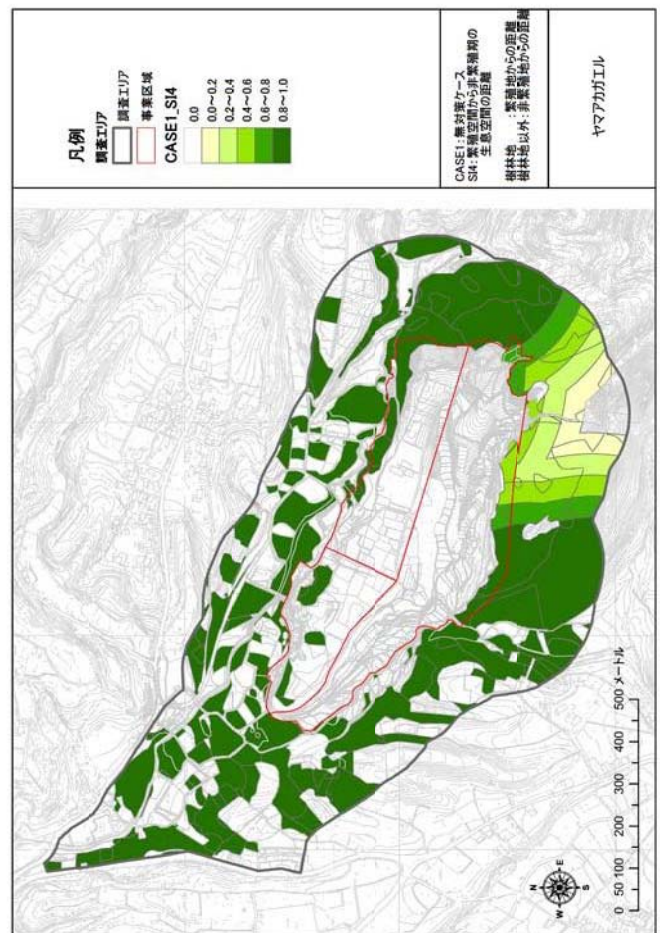 凡例
調査エリア
調査エリア
事業区域
CASE1_SI4
0.0
0.0～0.2
0.2～0.4
0.4～0.6
0.6～0.8
0.8～1.0
CASE1：無対策ケース
SI4：繁殖空間から非繁殖期の
生息空間の距離
樹林地　　：繁殖地からの距離
樹林地以外：非繁殖地からの距離
ヤマアカガエル
N
W E
S
0 50 100 200 300 400 500 メートル